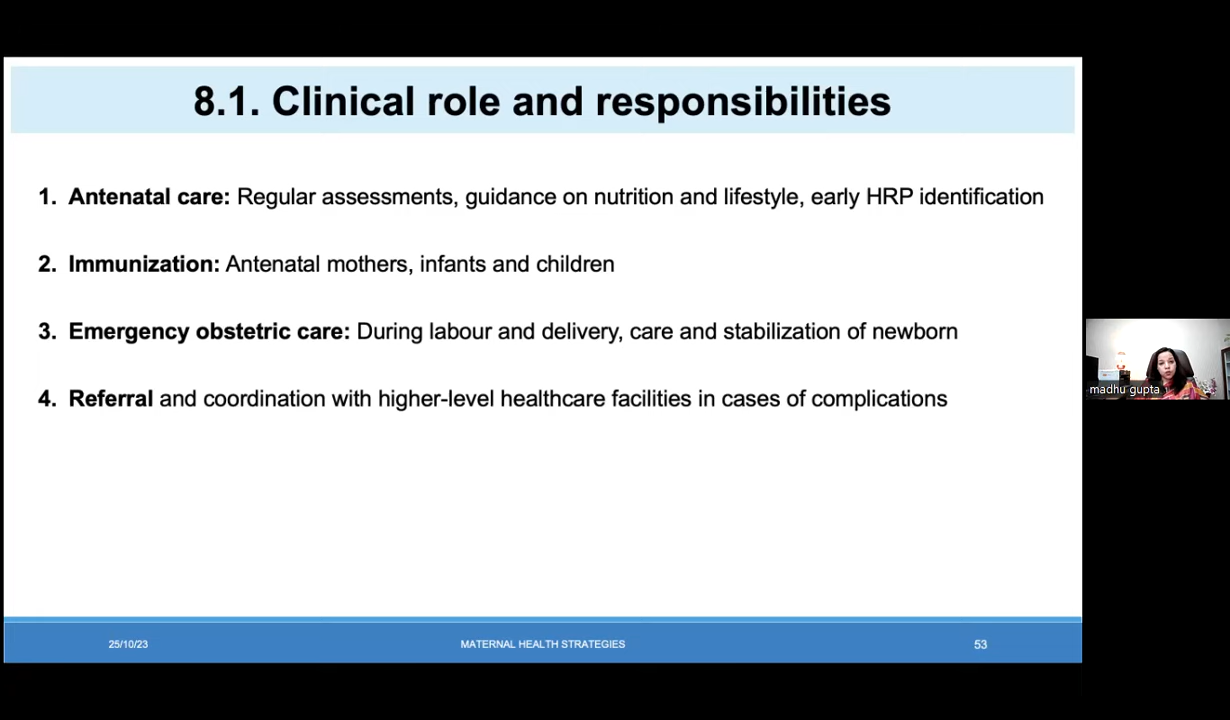 8.1. Clinical role and responsibilities
1. Antenatal care: Regular assessments, guidance on nutrition and lifestyle, early HRP identification
2. Immunization: Antenatal mothers, infants and children
3. Emergency obstetric care: During labour and delivery, care and stabilization of newborn
4. Referral and coordination with higher-level healthcare facilities in cases of complications
madhu gupta
25/10/23 MATERNAL HEALTH STRATEGIES 53